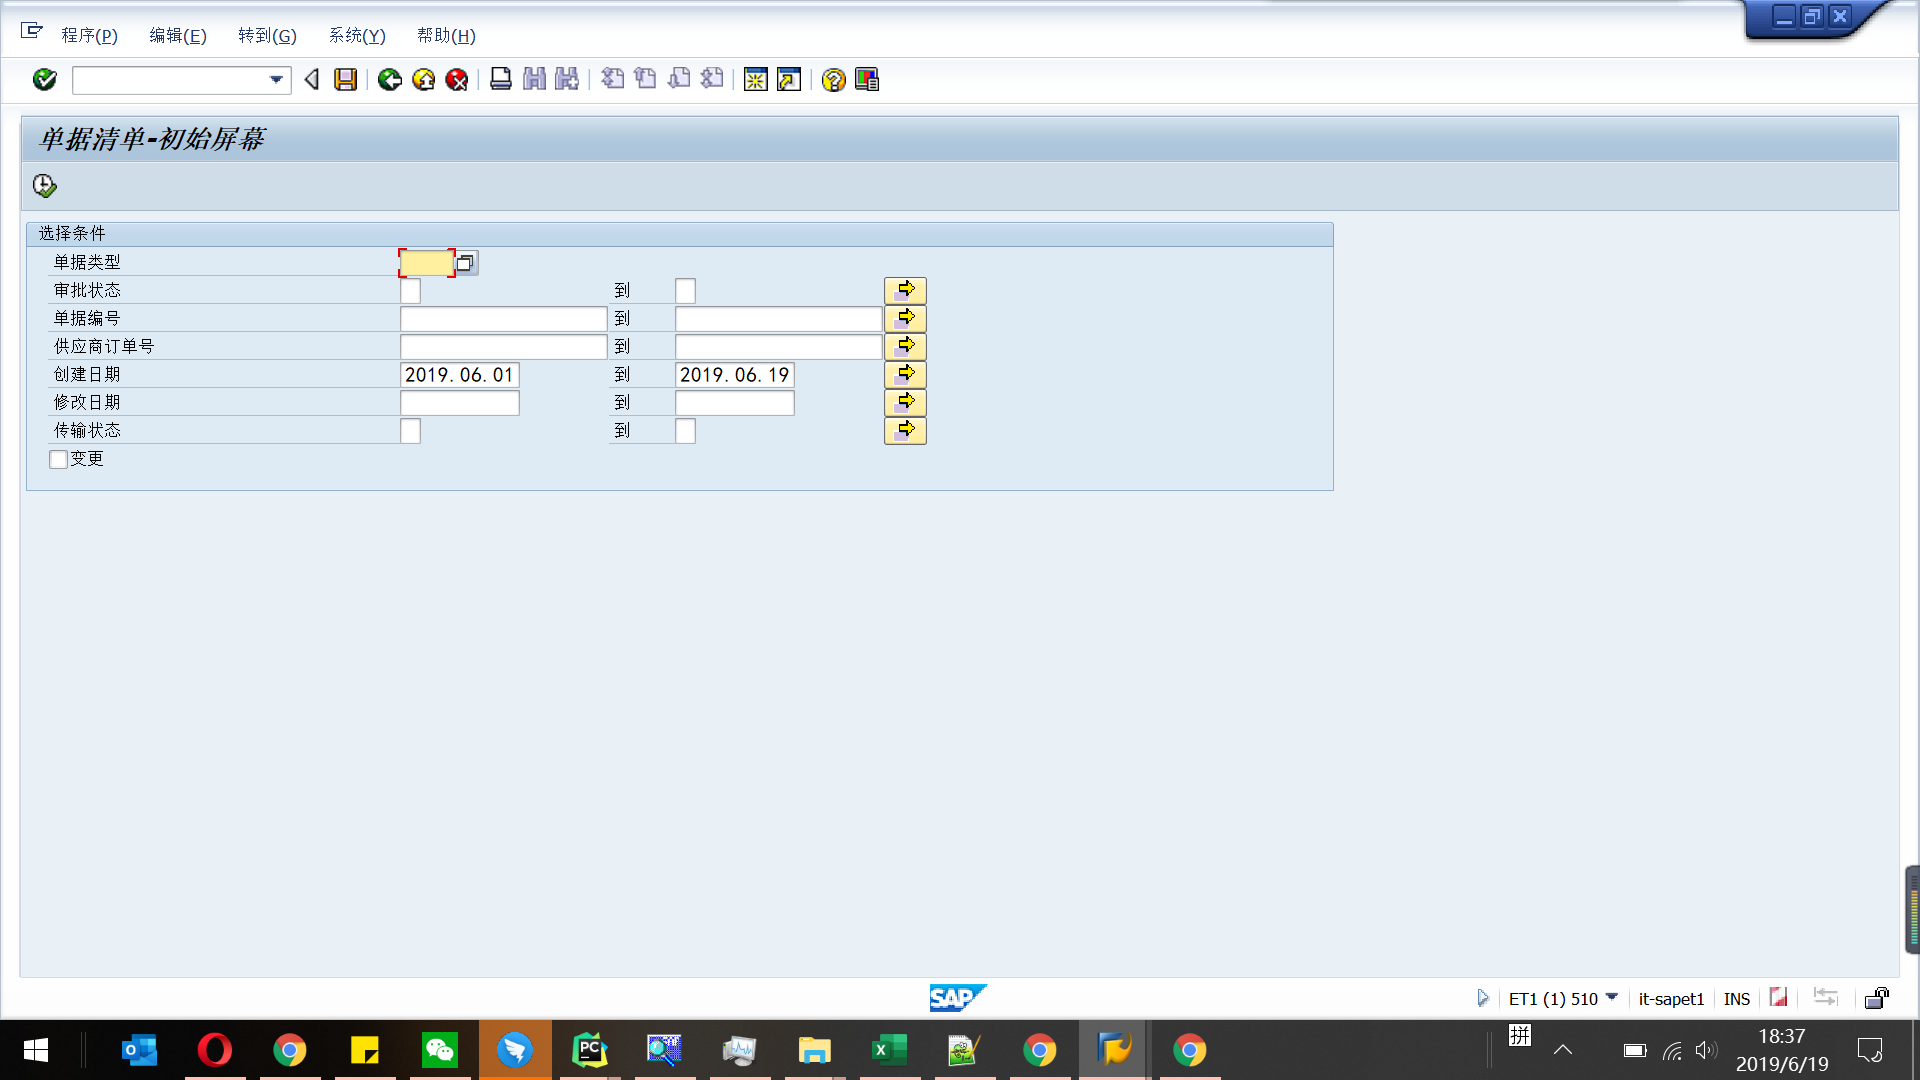 程序(P) 编辑(E) 转到(G) 系统(Y) 帮助(H)
单据清单-初始屏幕
选择条件
单据类型
审批状态 到
单据编号 到
供应商订单号 到
创建日期 2019.06.01 到 2019.06.19
修改日期 到
传输状态 到
变更
SAP ET1 (1) 510 it-sapet1 INS
拼
18:37
2019/6/19